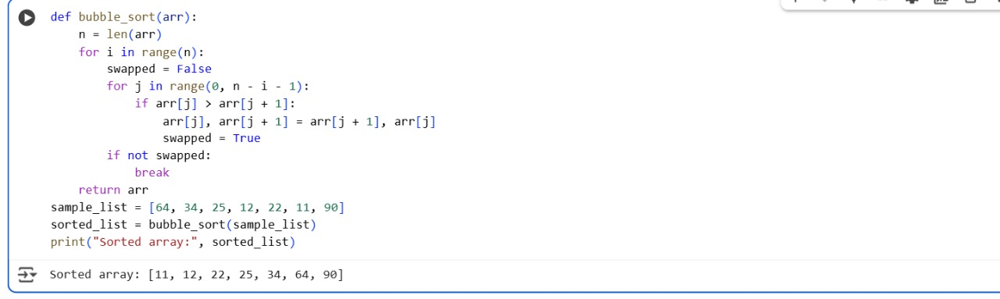 def bubble_sort(arr):
    n = len(arr)
    for i in range(n):
        swapped = False
        for j in range(0, n - i - 1):
            if arr[j] > arr[j + 1]:
                arr[j], arr[j + 1] = arr[j + 1], arr[j]
                swapped = True
        if not swapped:
            break
    return arr
sample_list = [64, 34, 25, 12, 22, 11, 90]
sorted_list = bubble_sort(sample_list)
print("Sorted array:", sorted_list)
Sorted array: [11, 12, 22, 25, 34, 64, 90]